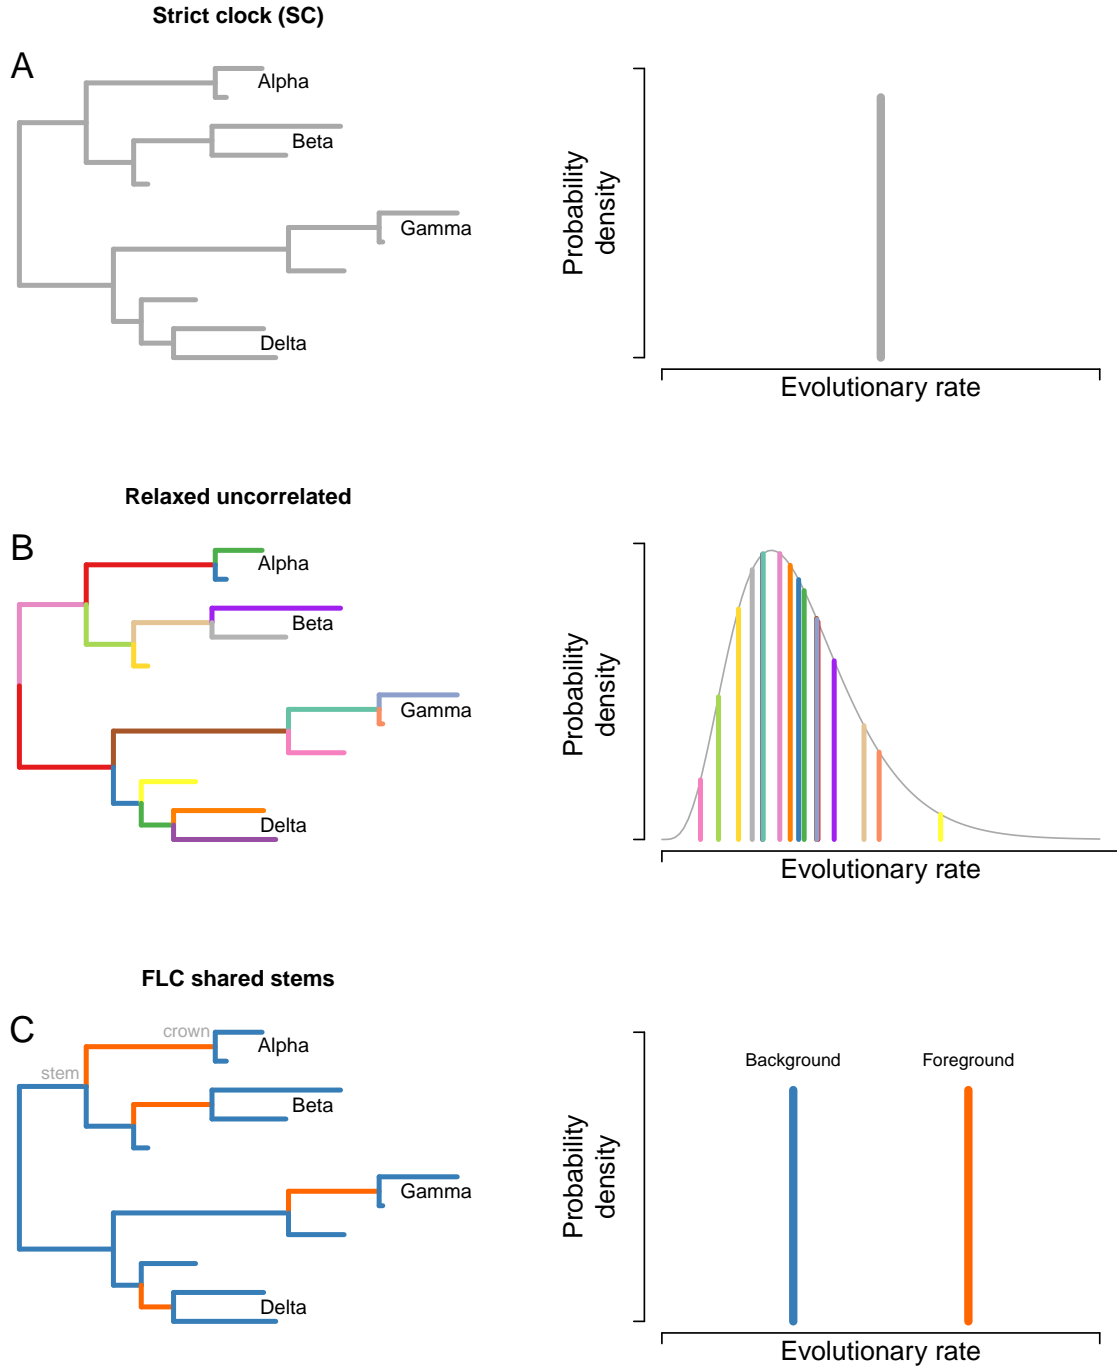 Strict clock (SC)
A
Alpha
Beta
Gamma
Delta
Probability
density
Evolutionary rate
Relaxed uncorrelated
B
Alpha
Beta
Gamma
Delta
Probability
density
Evolutionary rate
FLC shared stems
C
crown
Alpha
stem
Beta
Gamma
Delta
Background
Foreground
Probability
density
Evolutionary rate